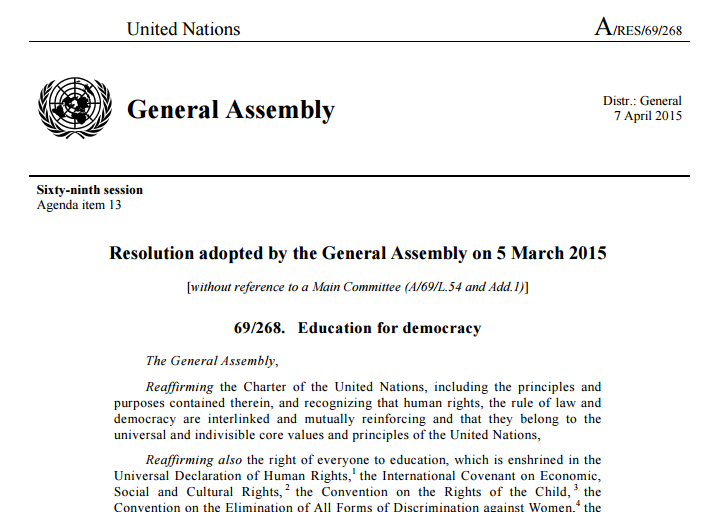 United Nations A/RES/69/268
General Assembly
Distr.: General
7 April 2015
Sixty-ninth session
Agenda item 13
Resolution adopted by the General Assembly on 5 March 2015
[without reference to a Main Committee (A/69/L.54 and Add.1)]
69/268. Education for democracy
The General Assembly,
Reaffirming the Charter of the United Nations, including the principles and
purposes contained therein, and recognizing that human rights, the rule of law and
democracy are interlinked and mutually reinforcing and that they belong to the
universal and indivisible core values and principles of the United Nations,
Reaffirming also the right of everyone to education, which is enshrined in the
Universal Declaration of Human Rights,1 the International Covenant on Economic,
Social and Cultural Rights,2 the Convention on the Rights of the Child,3 the
Convention on the Elimination of All Forms of Discrimination against Women,4 the